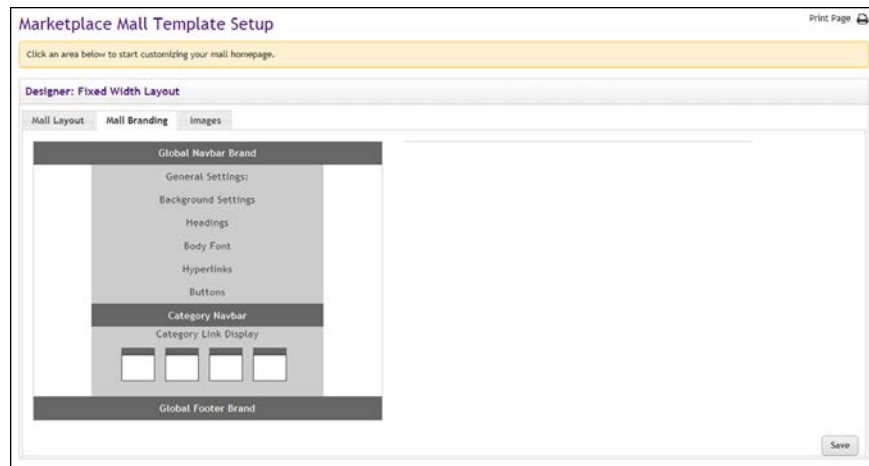 Marketplace Mall Template Setup
Print Page
Click an area below to start customizing your mall homepage.
Designer: Fixed Width Layout
Mall Layout Mall Branding Images
Global Navbar Brand
General Settings:
Background Settings
Headings
Body Font
Hyperlinks
Buttons
Category Navbar
Category Link Display
Global Footer Brand
Save